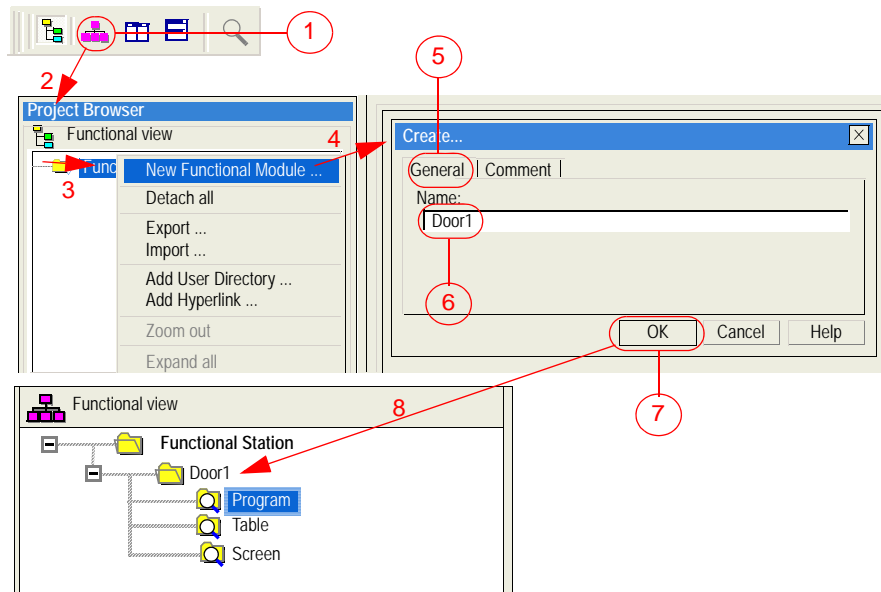 1
5
2
Project Browser
Functional view
4
Create...
Func
New Functional Module ...
General
Comment
3
Detach all
Name:
Door1
Export ...
Import ...
Add User Directory ...
Add Hyperlink ...
6
Zoom out
OK
Cancel
Help
Expand all
Functional view
8
7
Functional Station
Door1
Program
Table
Screen